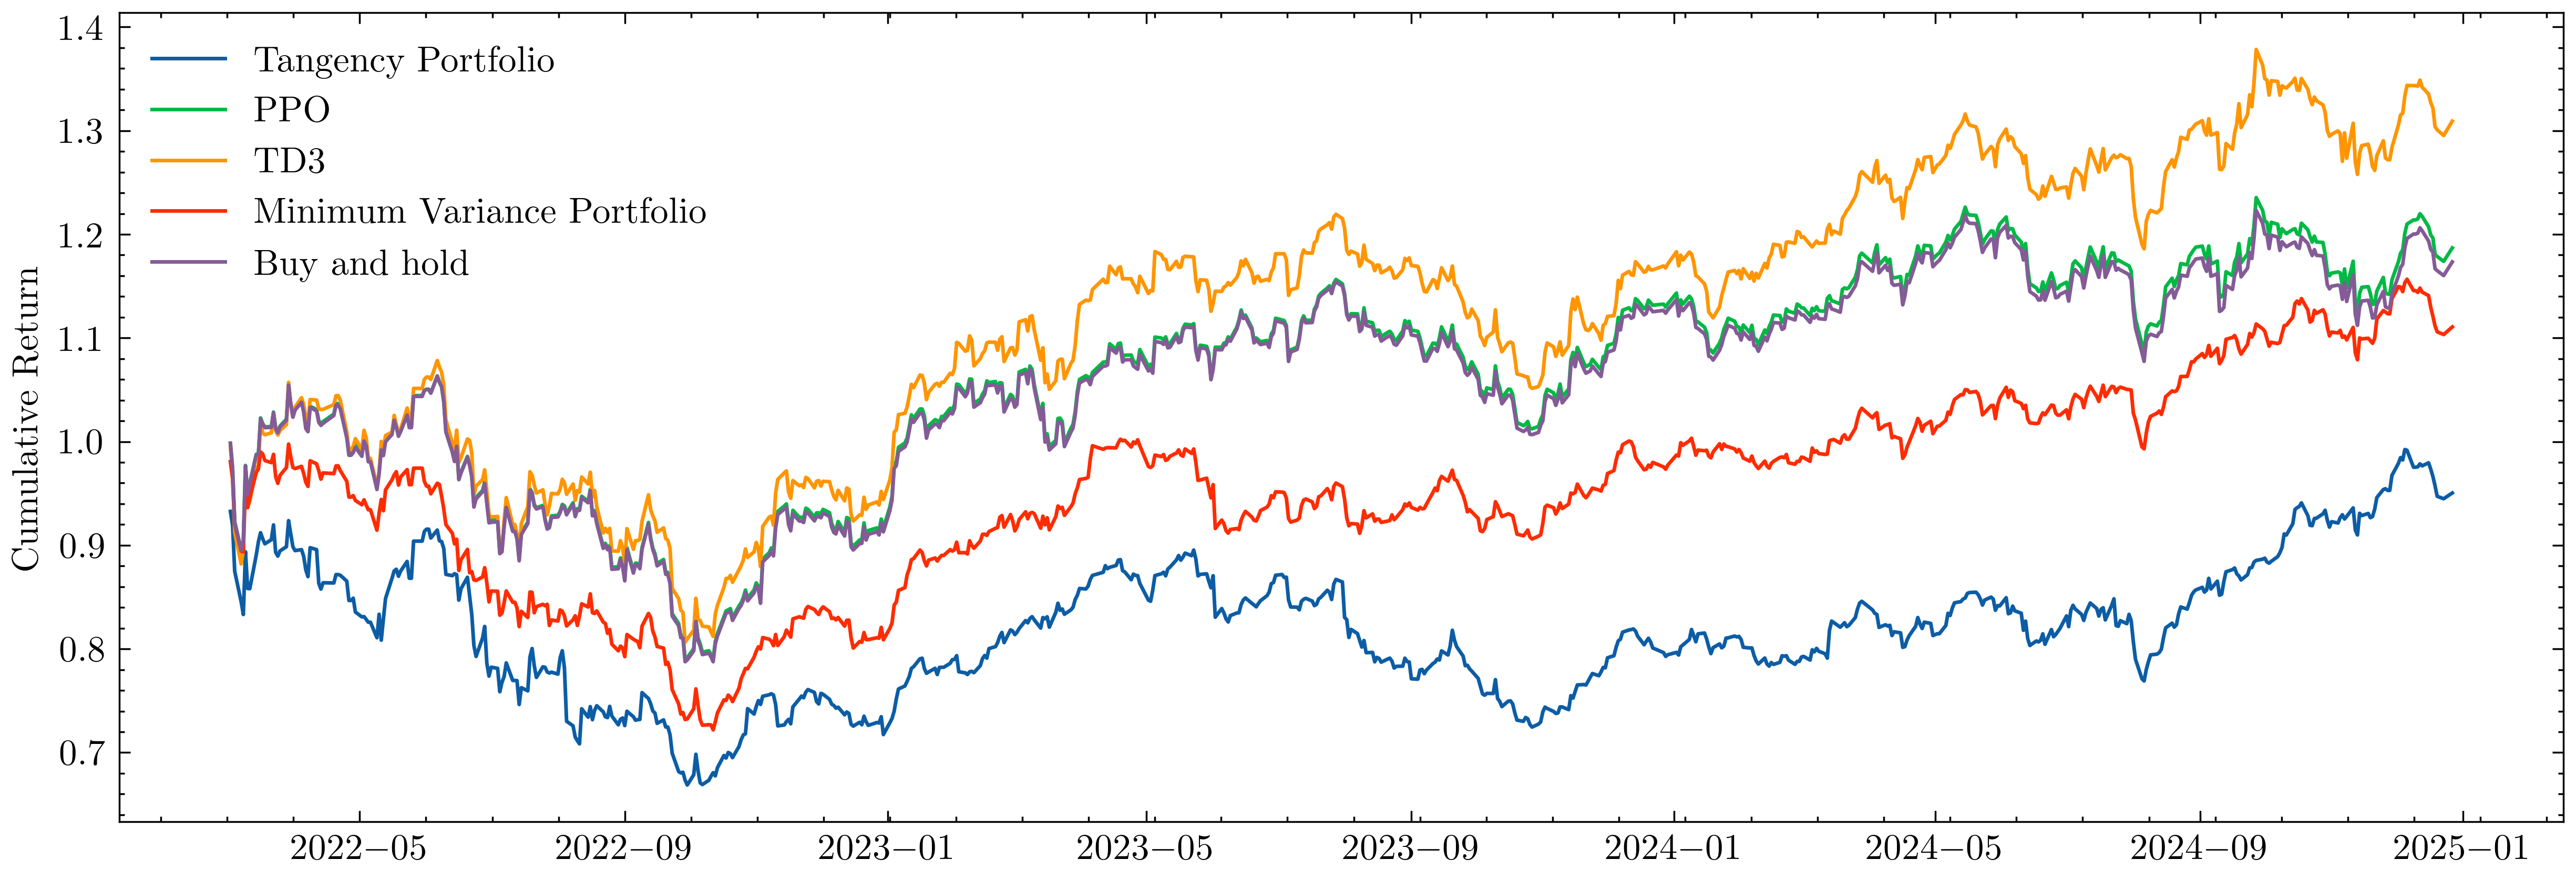 1.4
1.3
1.2
1.1
1.0
0.9
0.8
0.7
Cumulative Return
Tangency Portfolio
PPO
TD3
Minimum Variance Portfolio
Buy and hold
2022−05 2022−09 2023−01 2023−05 2023−09 2024−01 2024−05 2024−09 2025−01